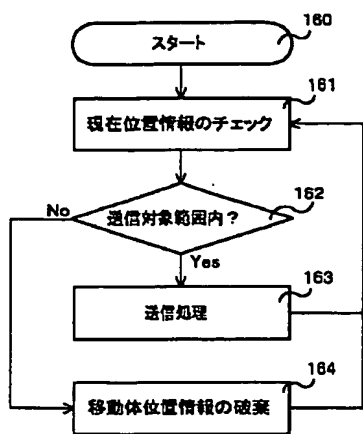 スタート
160
現在位置情報のチェック
161
送信対象範囲内?
162
No
Yes
送信処理
163
移動体位置情報の破棄
164